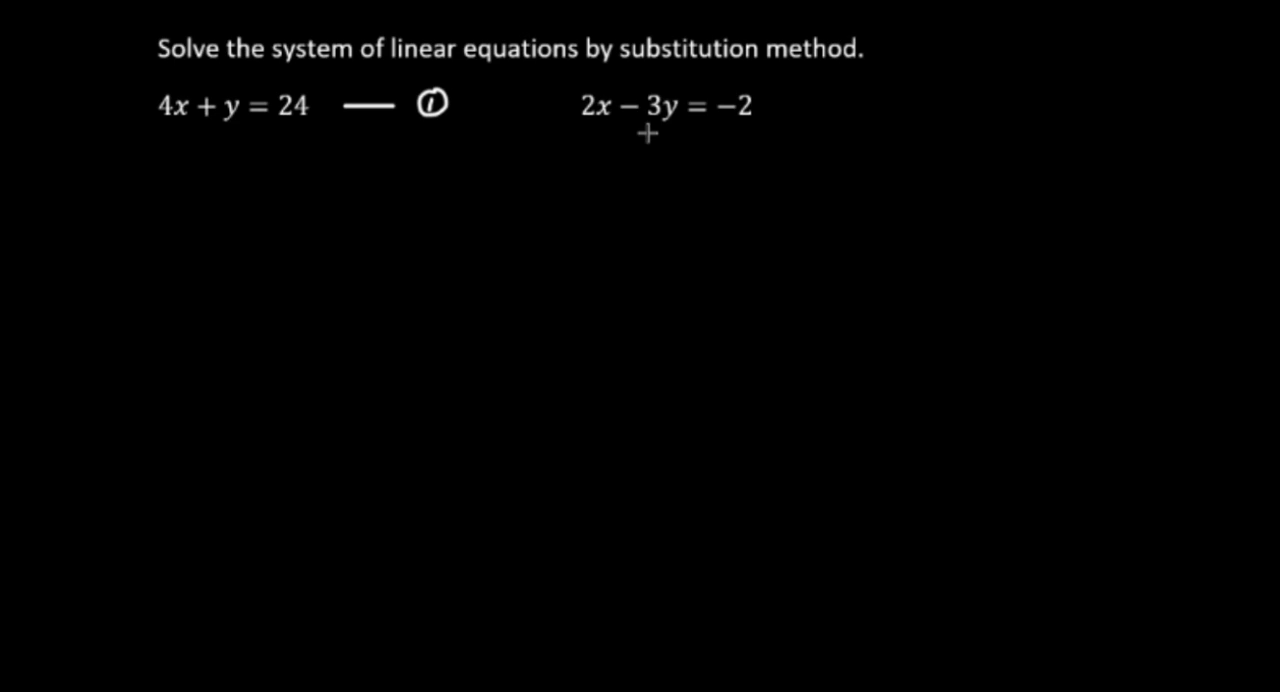 Solve the system of linear equations by substitution method.
4x + y = 24 — ① 2x − 3y = −2